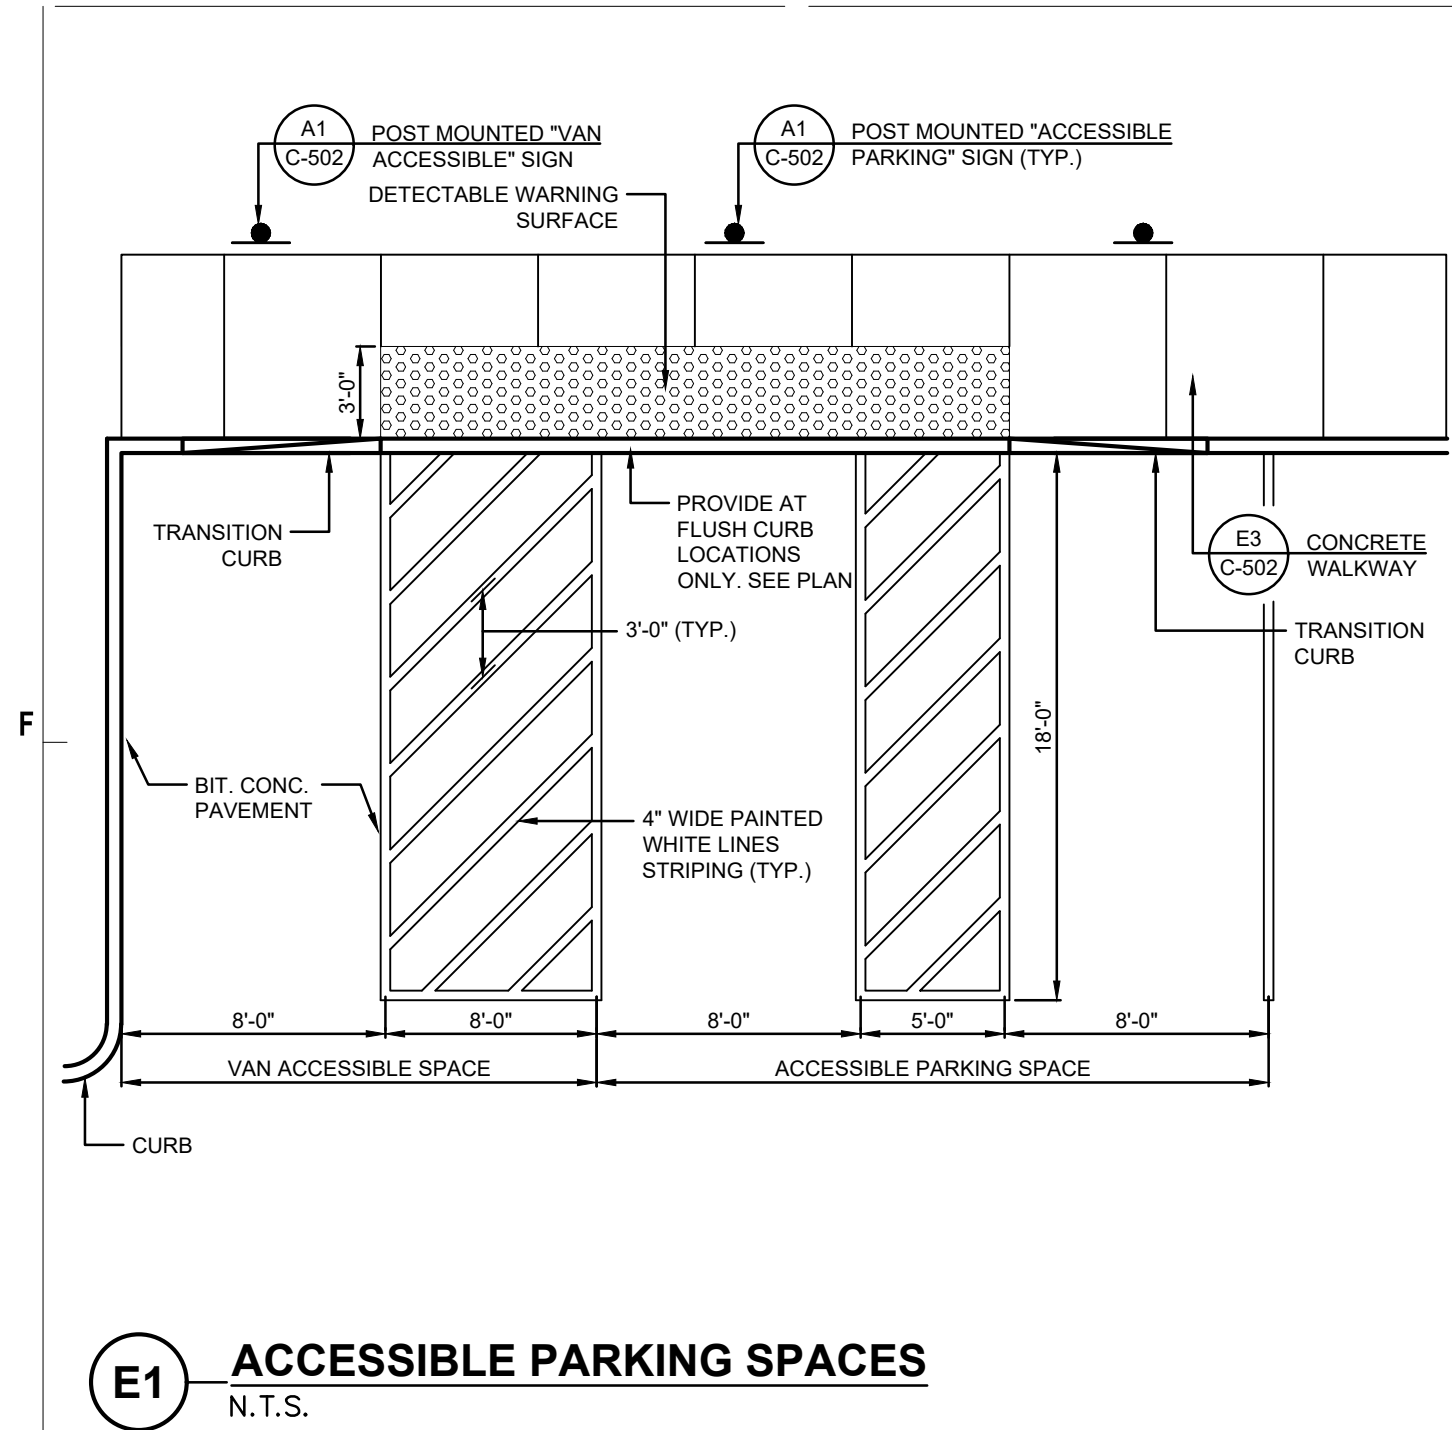 A1
C-502
POST MOUNTED "VAN
ACCESSIBLE" SIGN
A1
C-502
POST MOUNTED "ACCESSIBLE
PARKING" SIGN (TYP.)
DETECTABLE WARNING
SURFACE
3'-0"
TRANSITION
CURB
PROVIDE AT
FLUSH CURB
LOCATIONS
ONLY. SEE PLAN
E3
C-502
CONCRETE
WALKWAY
3'-0" (TYP.)
TRANSITION
CURB
F
18'-0"
BIT. CONC.
PAVEMENT
4" WIDE PAINTED
WHITE LINES
STRIPING (TYP.)
8'-0"
8'-0"
8'-0"
5'-0"
8'-0"
VAN ACCESSIBLE SPACE
ACCESSIBLE PARKING SPACE
CURB
E1
ACCESSIBLE PARKING SPACES
N.T.S.